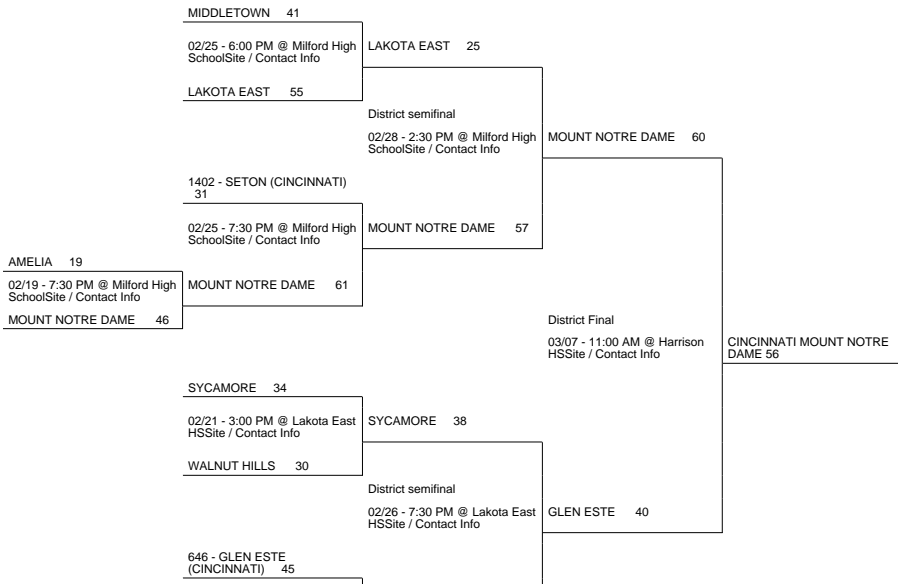 MIDDLETOWN 41
02/25 - 6:00 PM @ Milford High
SchoolSite / Contact Info
LAKOTA EAST 55
LAKOTA EAST 25
District semifinal
02/28 - 2:30 PM @ Milford High
SchoolSite / Contact Info
MOUNT NOTRE DAME 60
1402 - SETON (CINCINNATI)
31
02/25 - 7:30 PM @ Milford High
SchoolSite / Contact Info
MOUNT NOTRE DAME 57
AMELIA 19
02/19 - 7:30 PM @ Milford High
SchoolSite / Contact Info
MOUNT NOTRE DAME 46
MOUNT NOTRE DAME 61
District Final
03/07 - 11:00 AM @ Harrison
HSSite / Contact Info
CINCINNATI MOUNT NOTRE
DAME 56
SYCAMORE 34
02/21 - 3:00 PM @ Lakota East
HSSite / Contact Info
WALNUT HILLS 30
SYCAMORE 38
District semifinal
02/26 - 7:30 PM @ Lakota East
HSSite / Contact Info
GLEN ESTE 40
646 - GLEN ESTE
(CINCINNATI) 45